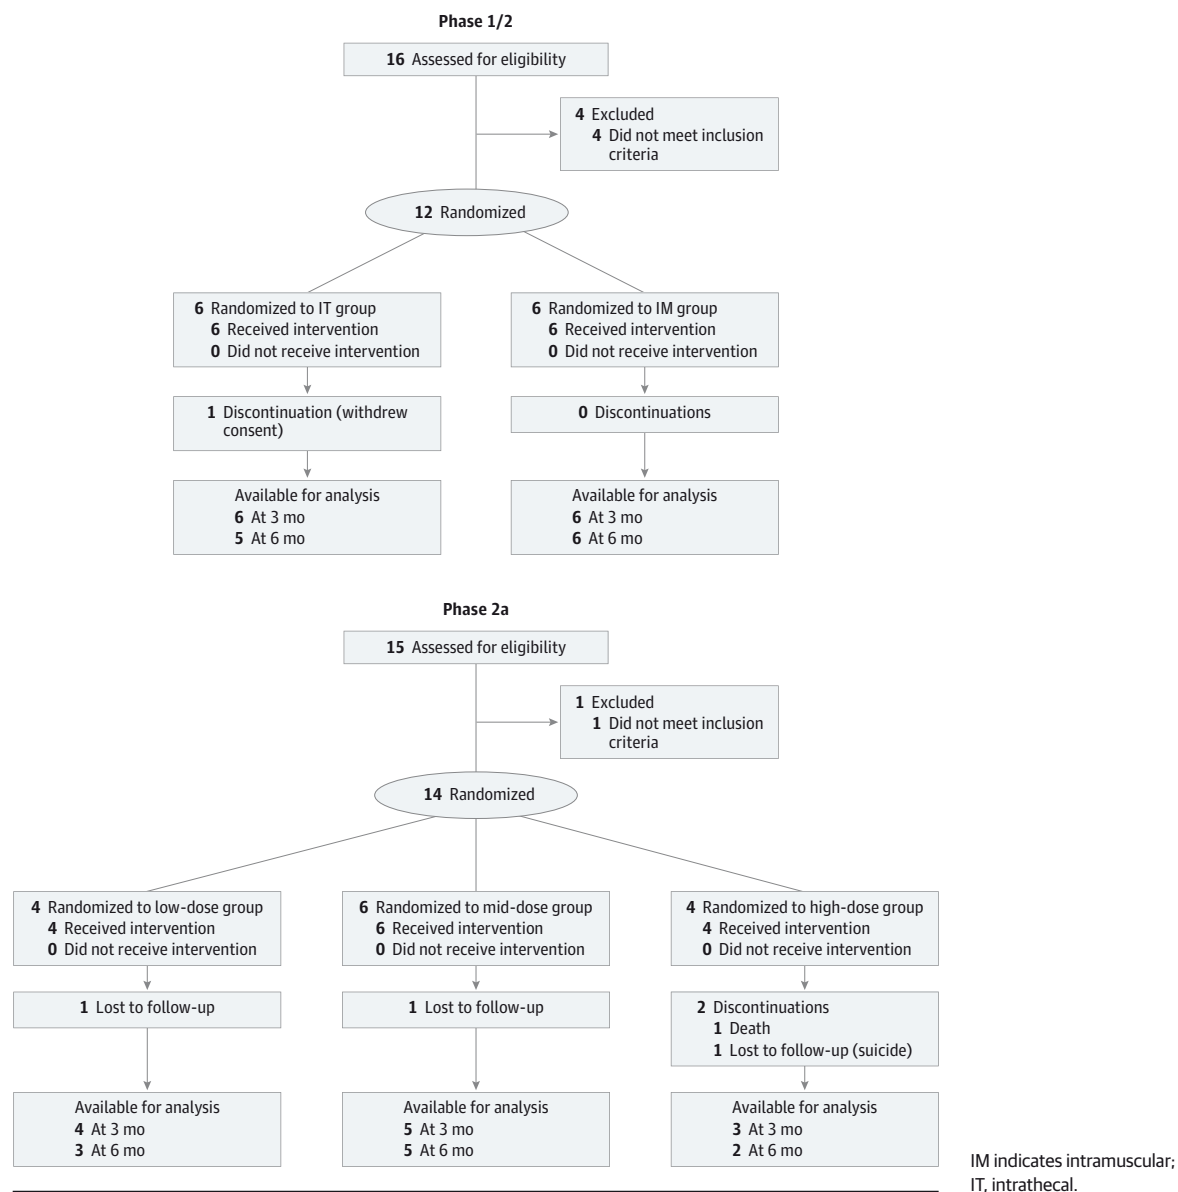 Phase 1/2
16 Assessed for eligibility
4 Excluded
4 Did not meet inclusion
criteria
12 Randomized
6 Randomized to IT group
6 Received intervention
0 Did not receive intervention
6 Randomized to IM group
6 Received intervention
0 Did not receive intervention
1 Discontinuation (withdrew
consent)
0 Discontinuations
Available for analysis
6 At 3 mo
5 At 6 mo
Available for analysis
6 At 3 mo
6 At 6 mo
Phase 2a
15 Assessed for eligibility
1 Excluded
1 Did not meet inclusion
criteria
14 Randomized
4 Randomized to low-dose group
4 Received intervention
0 Did not receive intervention
6 Randomized to mid-dose group
6 Received intervention
0 Did not receive intervention
4 Randomized to high-dose group
4 Received intervention
0 Did not receive intervention
1 Lost to follow-up
1 Lost to follow-up
2 Discontinuations
1 Death
1 Lost to follow-up (suicide)
Available for analysis
4 At 3 mo
3 At 6 mo
Available for analysis
5 At 3 mo
5 At 6 mo
Available for analysis
3 At 3 mo
2 At 6 mo
IM indicates intramuscular;
IT, intrathecal.